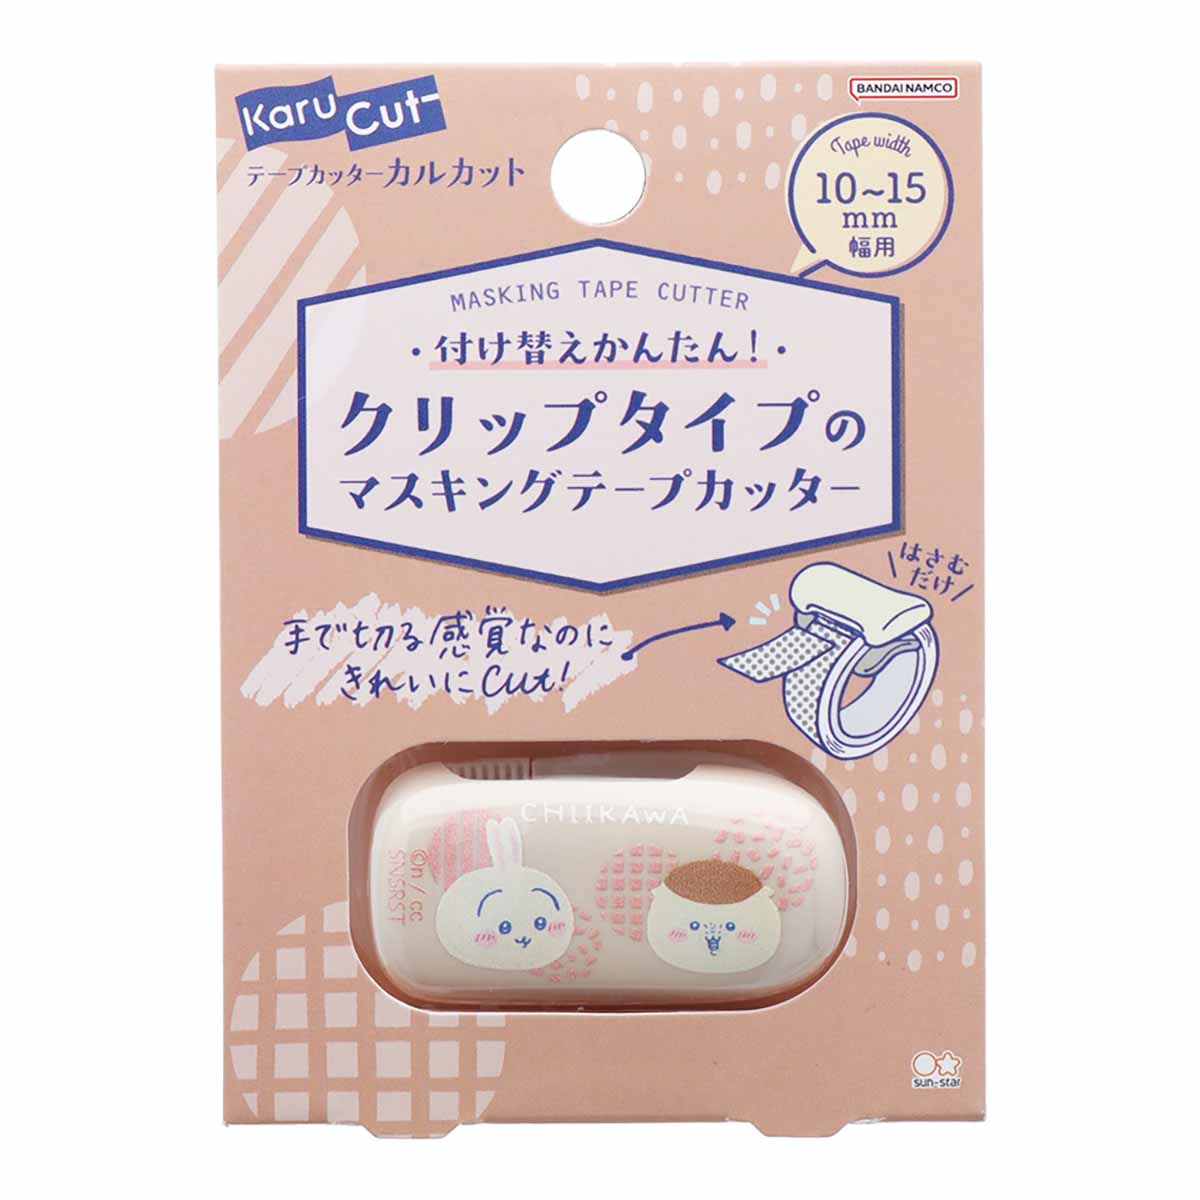 Karu Cut
BANDAI NAMCO
テープカッターカルカット
Tape width
10~15
mm
幅用
MASKING TAPE CUTTER
・付け替えかんたん!・
クリップタイプの
マスキングテープカッター
はさむ
だけ
手で切る感覚なのに
きれいにcut!
CHIIKAWA
©n/cc
SNSRST
sun-star